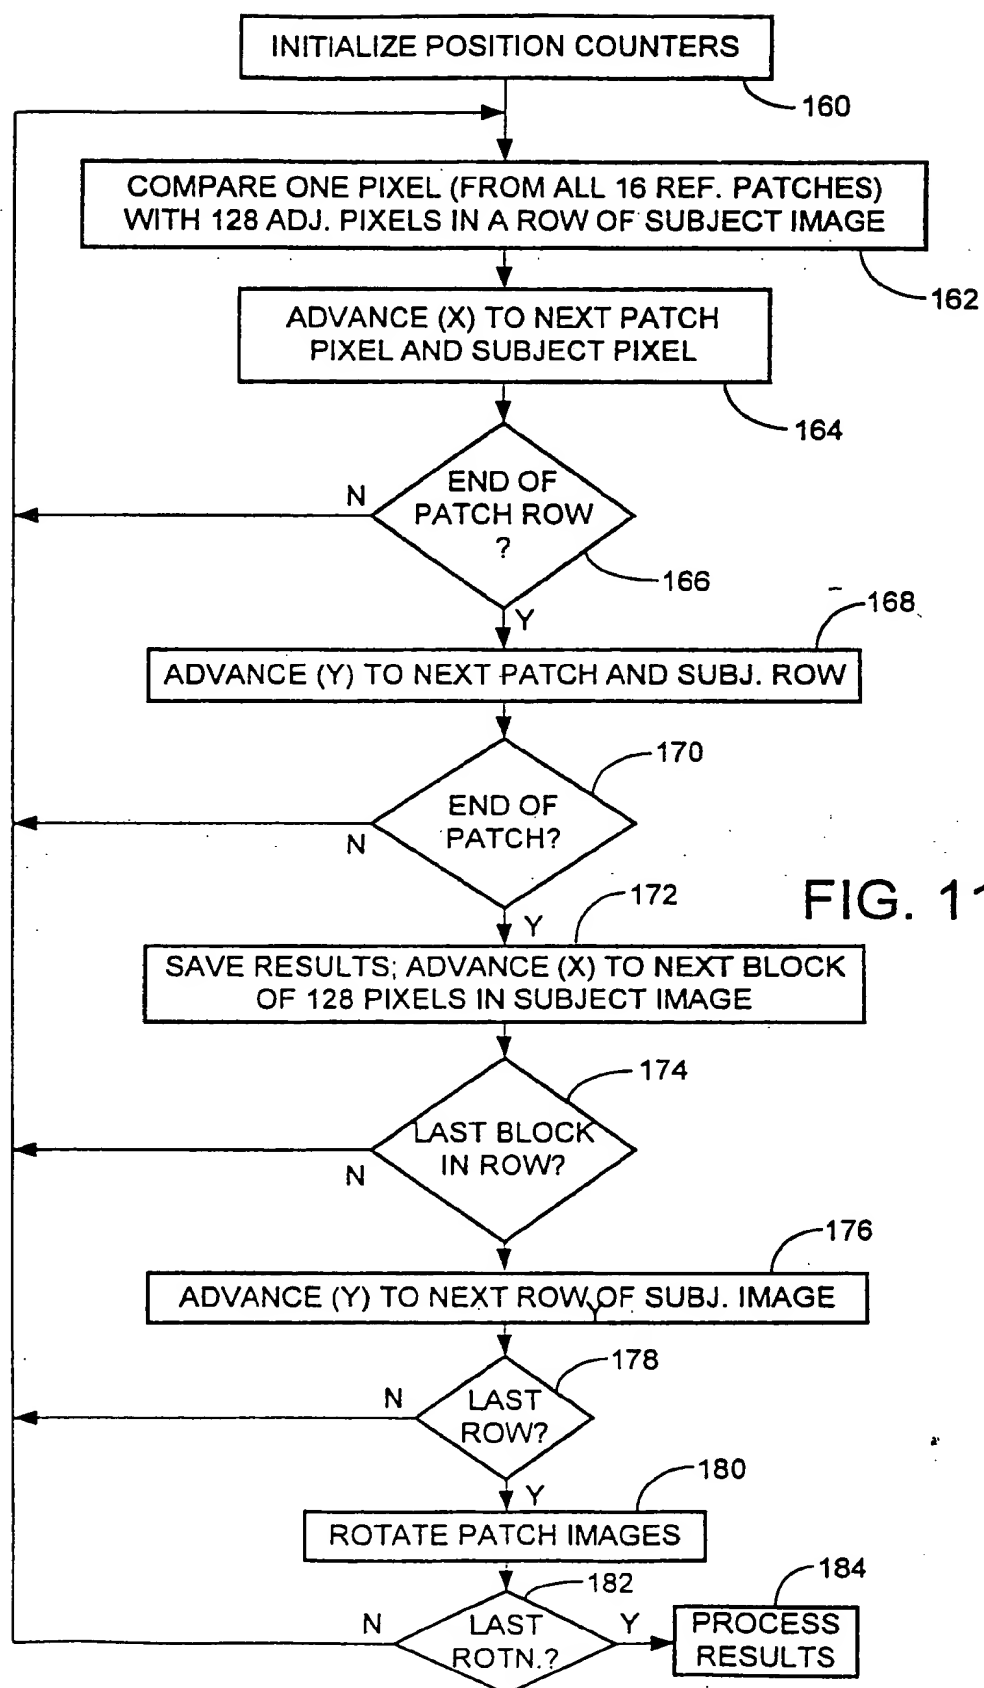 INITIALIZE POSITION COUNTERS
160
COMPARE ONE PIXEL (FROM ALL 16 REF. PATCHES)
WITH 128 ADJ. PIXELS IN A ROW OF SUBJECT IMAGE
162
ADVANCE (X) TO NEXT PATCH
PIXEL AND SUBJECT PIXEL
164
N
END OF
PATCH ROW
?
166
Y
168
ADVANCE (Y) TO NEXT PATCH AND SUBJ. ROW
170
END OF
PATCH?
N
172
FIG. 11
Y
SAVE RESULTS; ADVANCE (X) TO NEXT BLOCK
OF 128 PIXELS IN SUBJECT IMAGE
174
LAST BLOCK
IN ROW?
N
176
ADVANCE (Y) TO NEXT ROW OF SUBJ. IMAGE
Y
178
N
LAST
ROW?
180
Y
ROTATE PATCH IMAGES
182
184
N
LAST
ROTN.?
Y
PROCESS
RESULTS